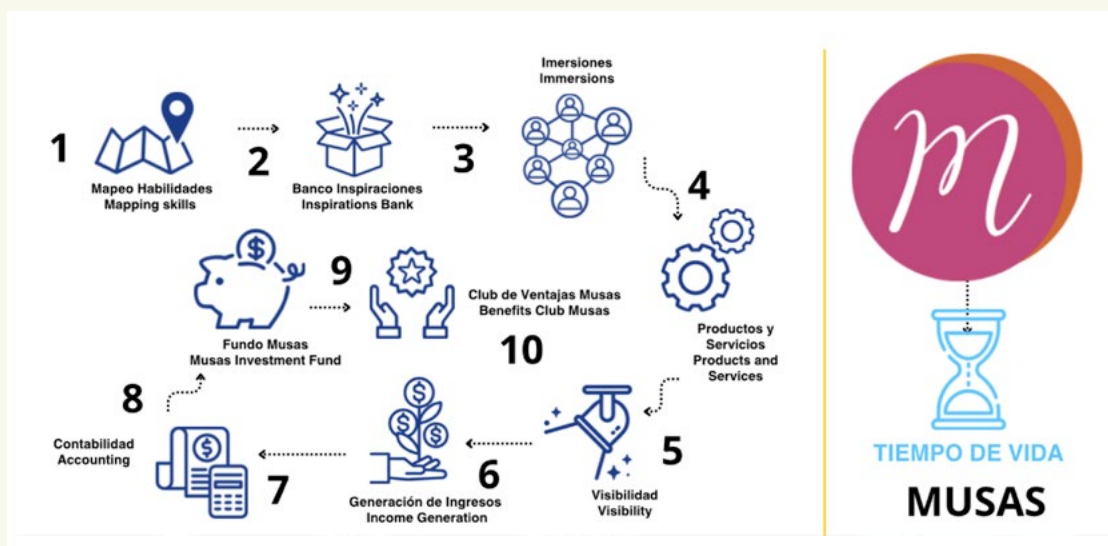 1
Mapeo Habilidades
Mapping skills
2
Banco Inspiraciones
Inspirations Bank
3
Imersiones
Immersions
4
Productos y
Servicios
Products and
Services
5
Visibilidad
Visibility
6
Generación de Ingresos
Income Generation
7
Contabilidad
Accounting
8
$
Fundo Musas
Musas Investment Fund
9
Club de Ventajas Musas
Benefits Club Musas
10
$
$
$
$
m
TIEMPO DE VIDA
MUSAS